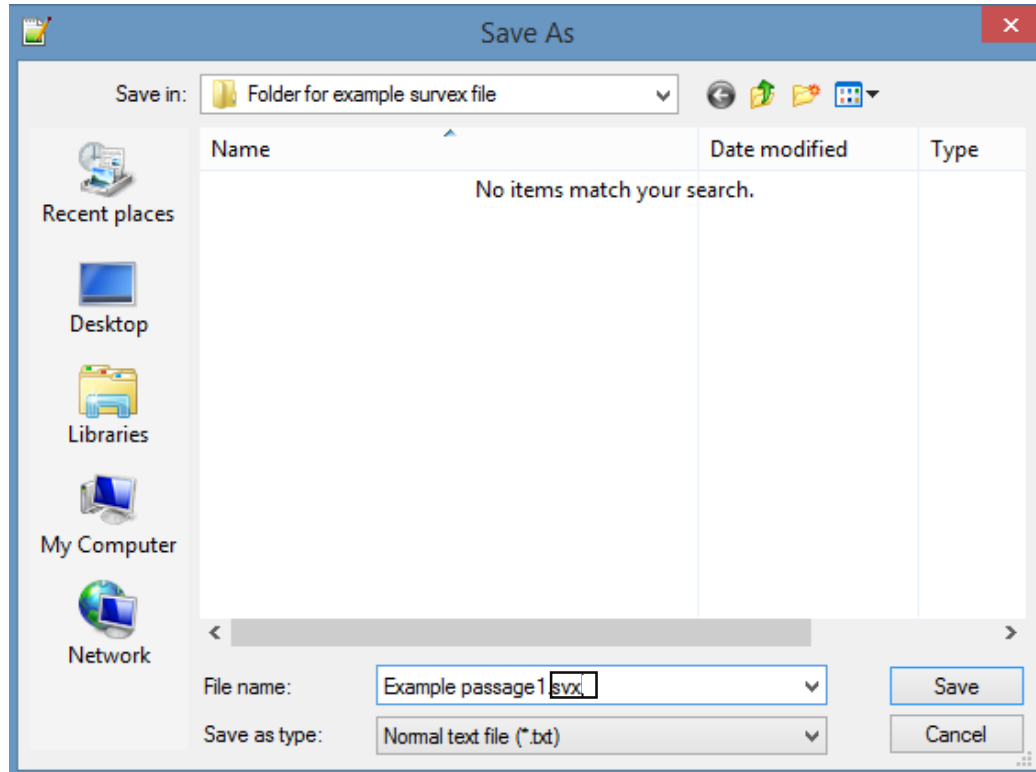 Save As
Save in: Folder for example survex file
Name Date modified Type
No items match your search.
Recent places
Desktop
Libraries
My Computer
Network
File name: Example passage1.svx Save
Save as type: Normal text file (*.txt) Cancel